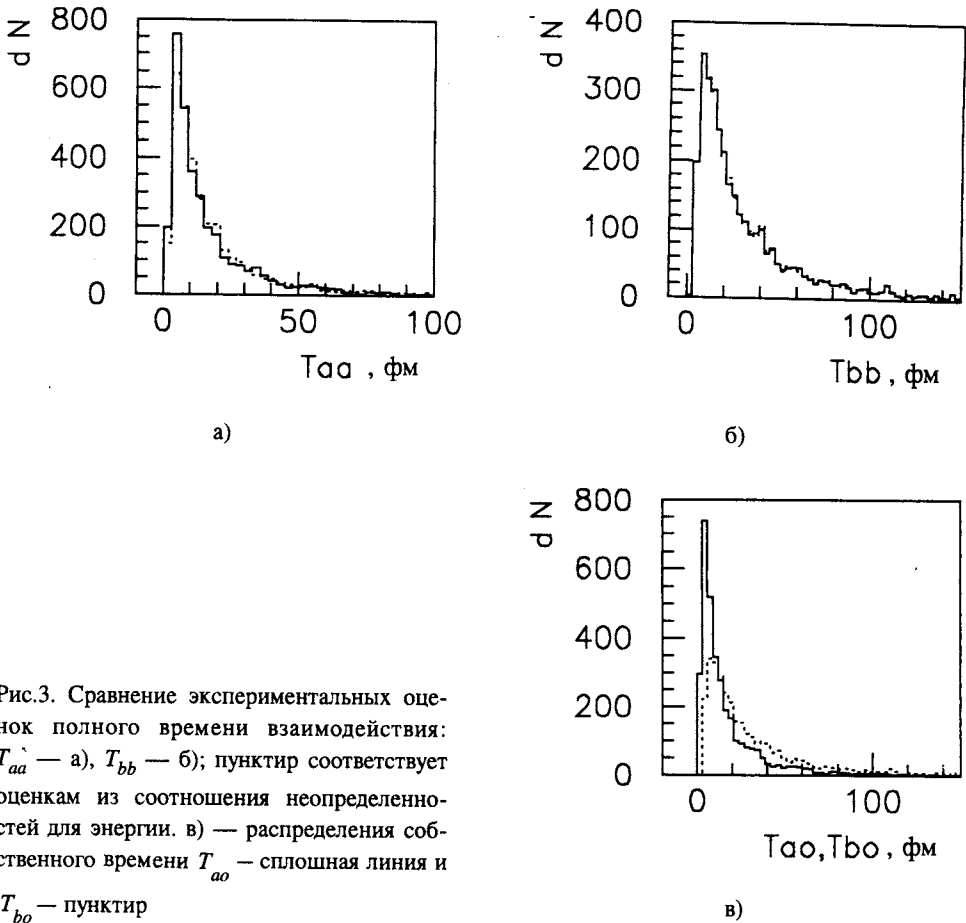 800
600
400
200
0
d N
0 50 100
Taa , фм
а)
400
300
200
100
0
d N
0 100
Tbb , фм
б)
800
600
400
200
0
d N
0 100
Tao,Tbo , фм
в)
Рис.3. Сравнение экспериментальных оце-
нок полного времени взаимодействия:
T_aa — а), T_bb — б); пунктир соответствует
оценкам из соотношения неопределенно-
стей для энергии. в) — распределения соб-
ственного времени T_ao – сплошная линия и
T_bo — пунктир